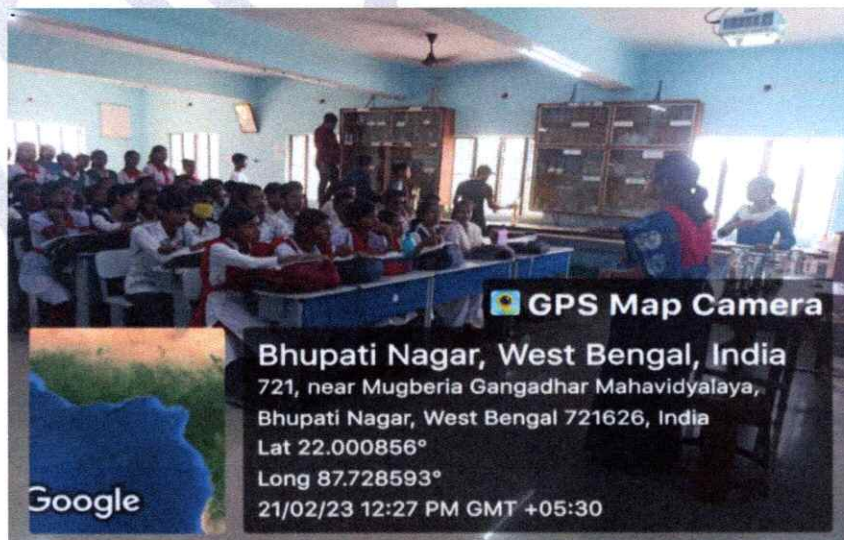 GPS Map Camera
Bhupati Nagar, West Bengal, India
721, near Mugberia Gangadhar Mahavidyalaya,
Bhupati Nagar, West Bengal 721626, India
Lat 22.000856°
Long 87.728593°
21/02/23 12:27 PM GMT +05:30
Google